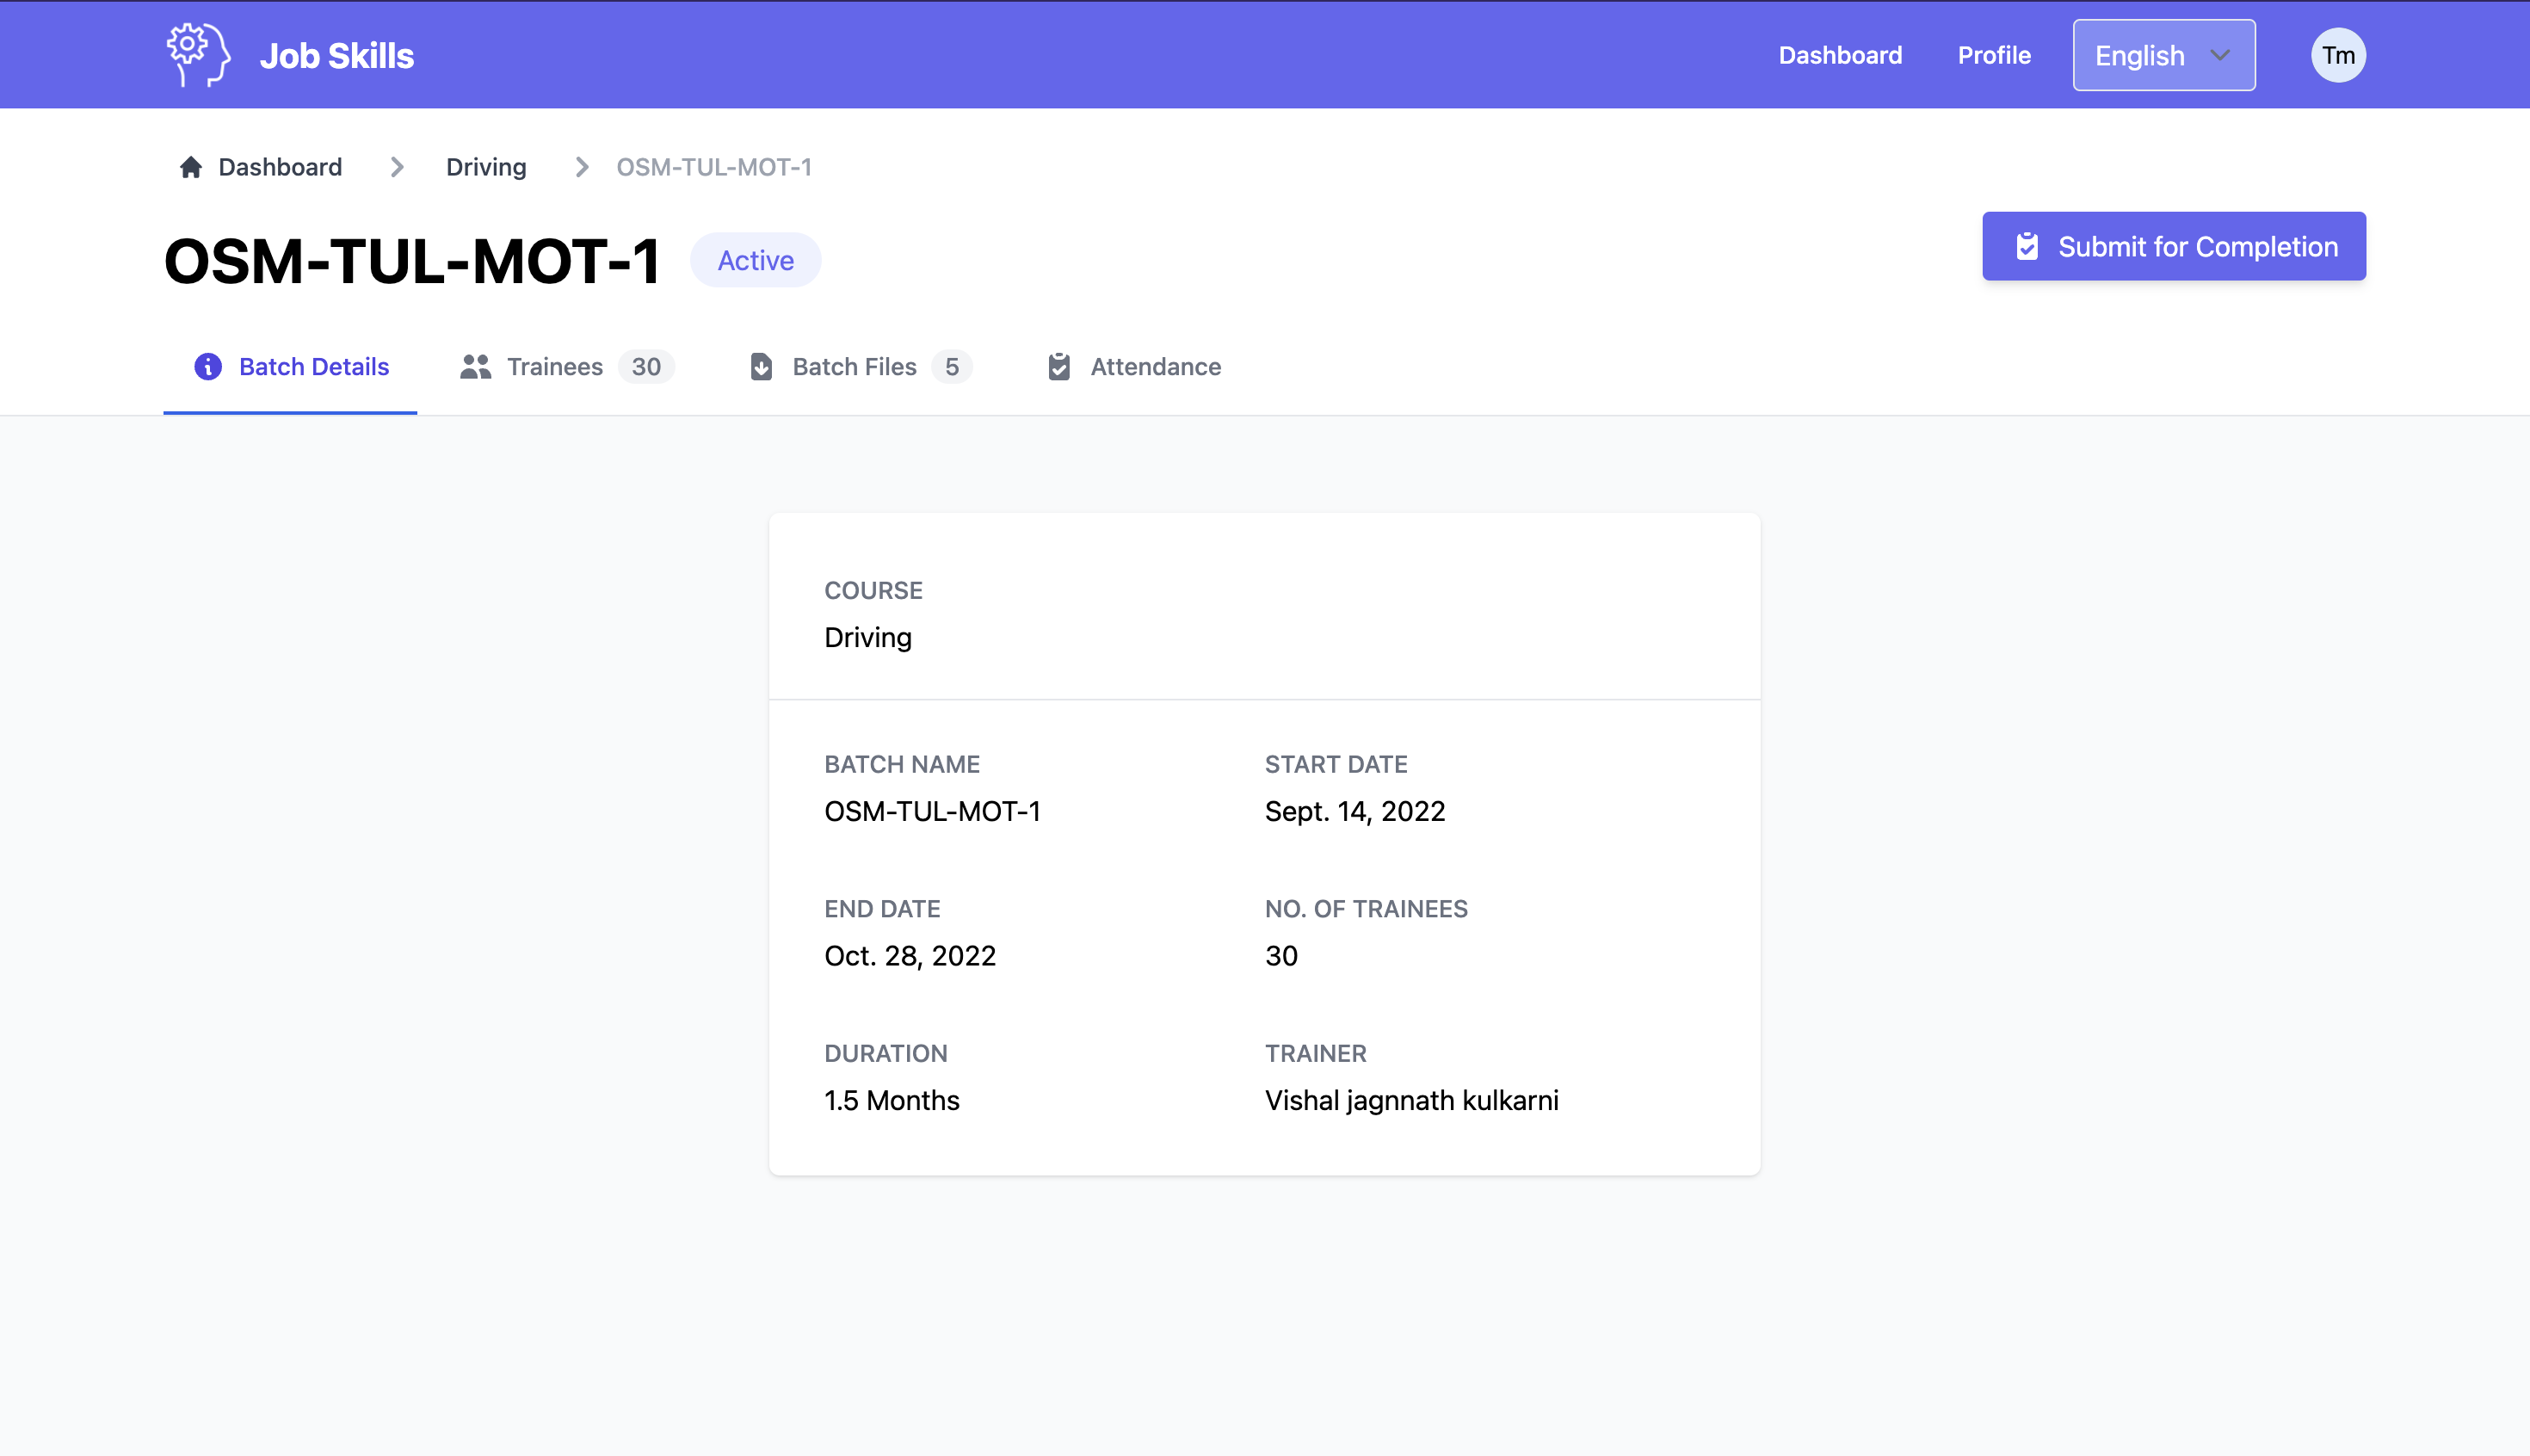 Job Skills
Dashboard Profile English Tm
Dashboard Driving OSM-TUL-MOT-1
OSM-TUL-MOT-1 Active
Submit for Completion
Batch Details Trainees 30 Batch Files 5 Attendance
COURSE
Driving
BATCH NAME
OSM-TUL-MOT-1
START DATE
Sept. 14, 2022
END DATE
Oct. 28, 2022
NO. OF TRAINEES
30
DURATION
1.5 Months
TRAINER
Vishal jagnnath kulkarni